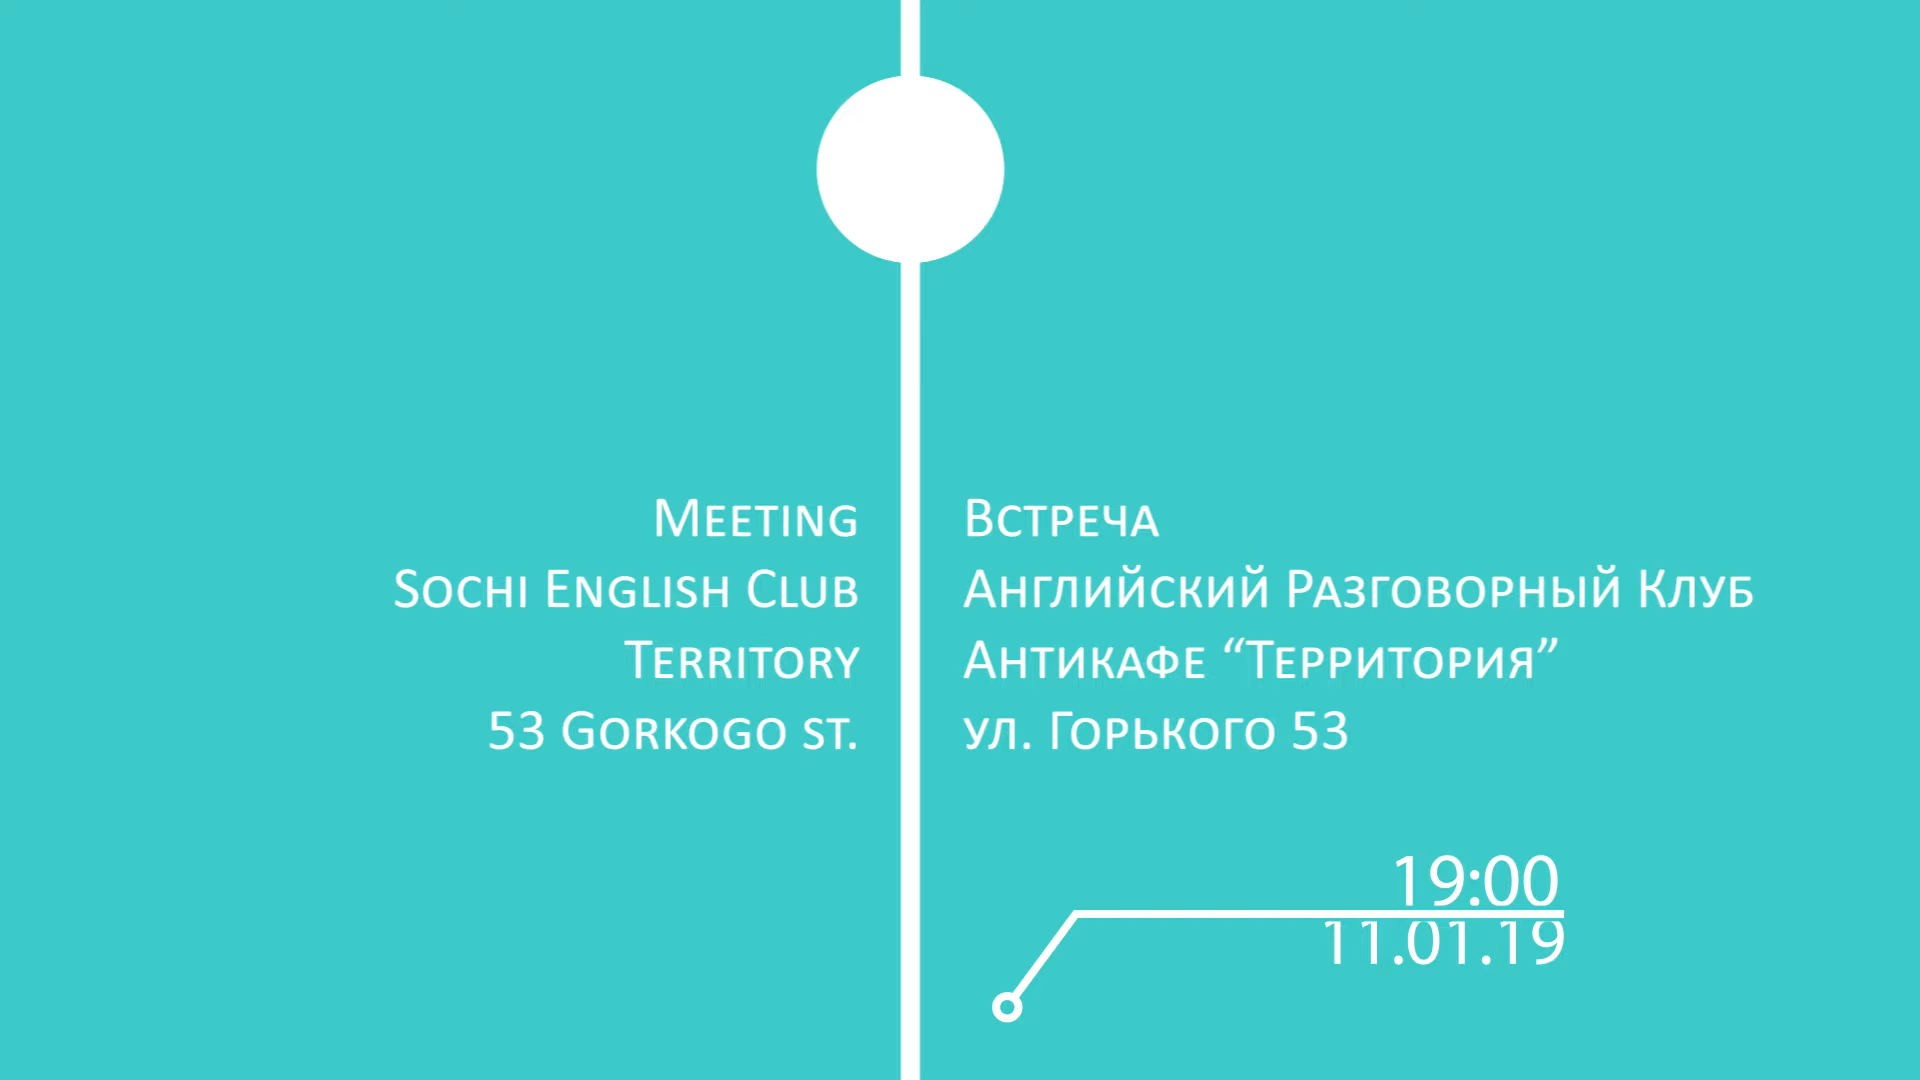 Meeting
Sochi English Club
Territory
53 Gorkogo st.
Встреча
Английский Разговорный Клуб
Антикафе “Территория”
ул. Горького 53
19:00
11.01.19